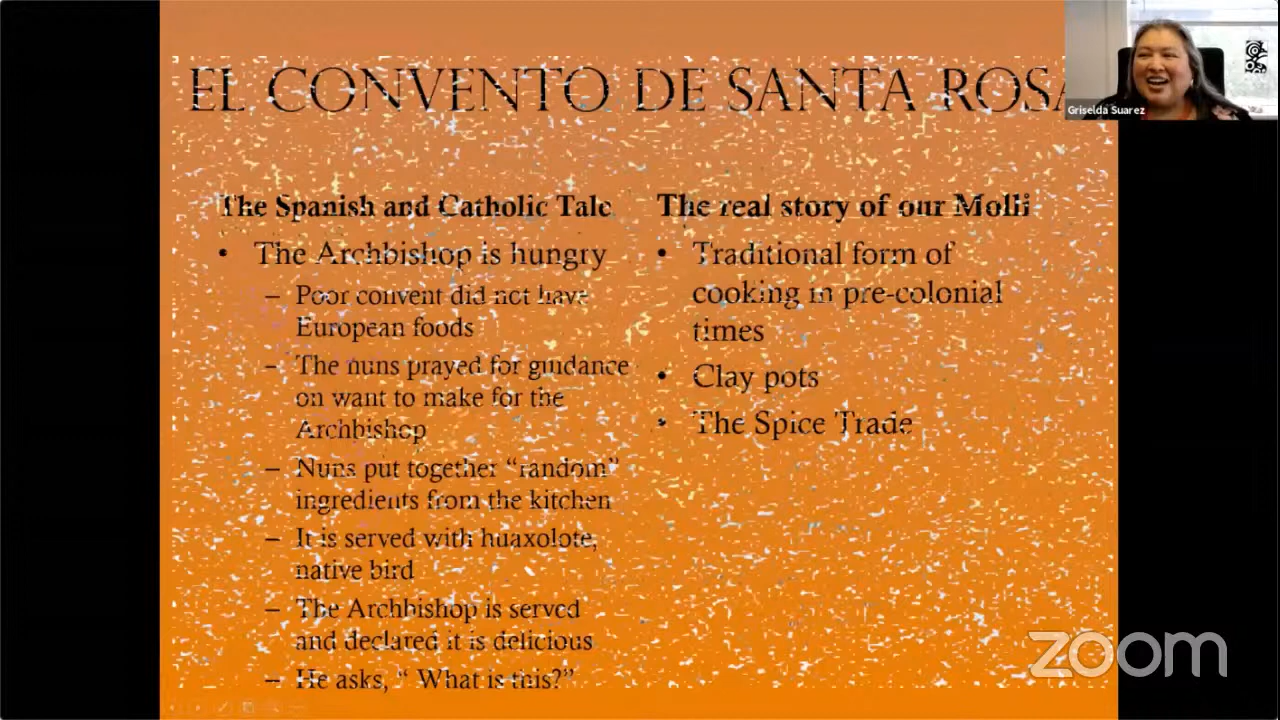 EL CONVENTO DE SANTA ROSA
Griselda Suarez
The Spanish and Catholic Tale
• The Archbishop is hungry
– Poor convent did not have
European foods
– The nuns prayed for guidance
on want to make for the
Archbishop
– Nuns put together “random”
ingredients from the kitchen
– It is served with huaxolote,
native bird
– The Archbishop is served
and declared it is delicious
– He asks, “ What is this?”
The real story of our Molli
• Traditional form of
cooking in pre-colonial
times
• Clay pots
• The Spice Trade
zoom